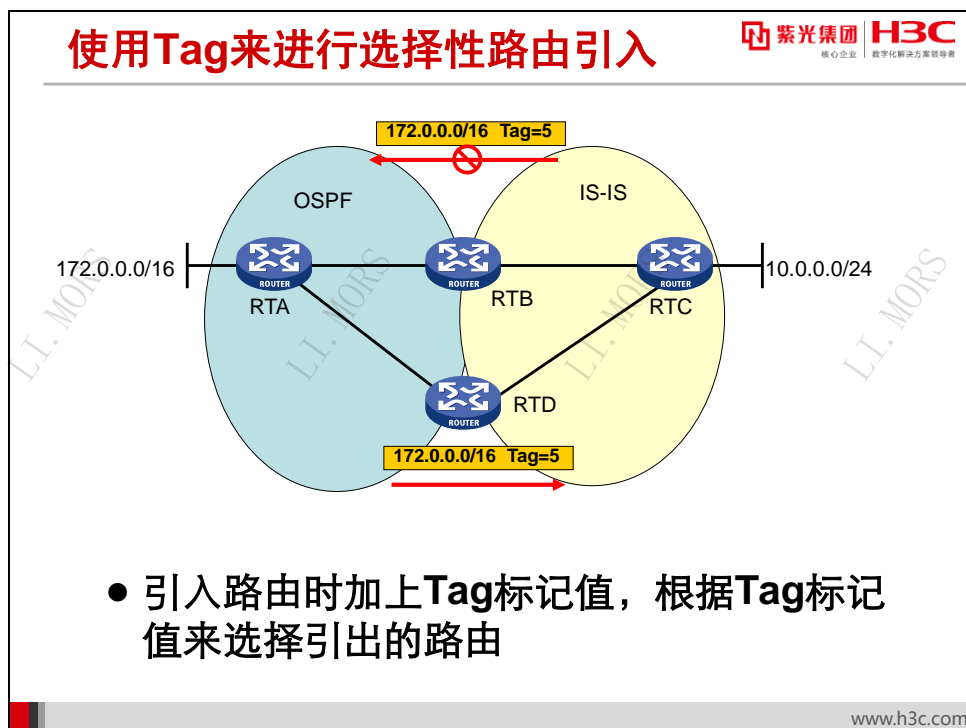 使用Tag来进行选择性路由引入
紫光集团
核心企业
H3C
数字化解决方案领导者
172.0.0.0/16 Tag=5
OSPF
IS-IS
172.0.0.0/16
ROUTER
RTA
ROUTER
RTB
ROUTER
RTC
10.0.0.0/24
ROUTER
RTD
172.0.0.0/16 Tag=5
LI. MORS
LI. MORS
LI. MORS
LI. MORS
● 引入路由时加上Tag标记值，根据Tag标记
值来选择引出的路由
www.h3c.com